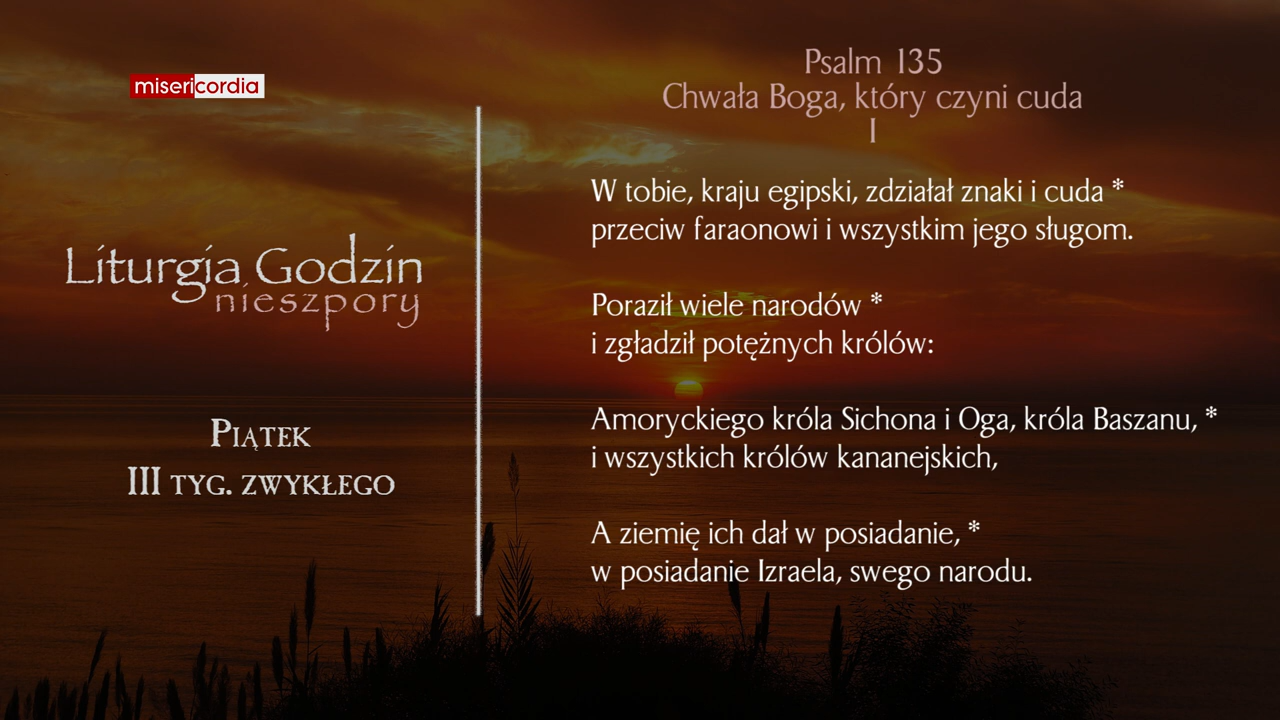 misericordia
Liturgia Godzin
nieszpory
Piątek
III tyg. zwykłego
Psalm 135
Chwała Boga, który czyni cuda
I
W tobie, kraju egipski, zdziałał znaki i cuda *
przeciw faraonowi i wszystkim jego sługom.
Poraził wiele narodów *
i zgładził potężnych królów:
Amoryckiego króla Sichona i Oga, króla Baszanu, *
i wszystkich królów kananejskich,
A ziemię ich dał w posiadanie, *
w posiadanie Izraela, swego narodu.